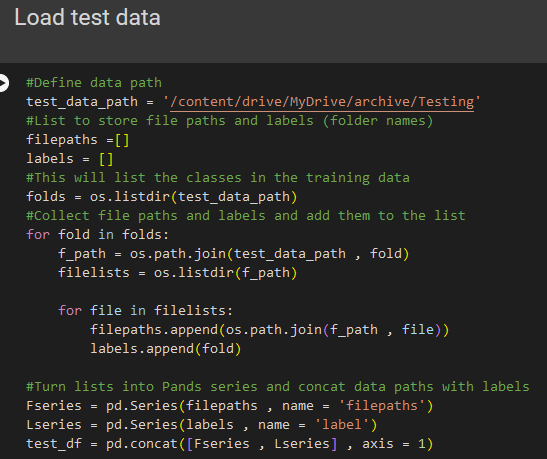 Load test data
#Define data path
test_data_path = '/content/drive/MyDrive/archive/Testing'
#List to store file paths and labels (folder names)
filepaths =[]
labels = []
#This will list the classes in the training data
folds = os.listdir(test_data_path)
#Collect file paths and labels and add them to the list
for fold in folds:
    f_path = os.path.join(test_data_path , fold)
    filelists = os.listdir(f_path)

    for file in filelists:
        filepaths.append(os.path.join(f_path , file))
        labels.append(fold)

#Turn lists into Pands series and concat data paths with labels
Fseries = pd.Series(filepaths , name = 'filepaths')
Lseries = pd.Series(labels , name = 'label')
test_df = pd.concat([Fseries , Lseries] , axis = 1)